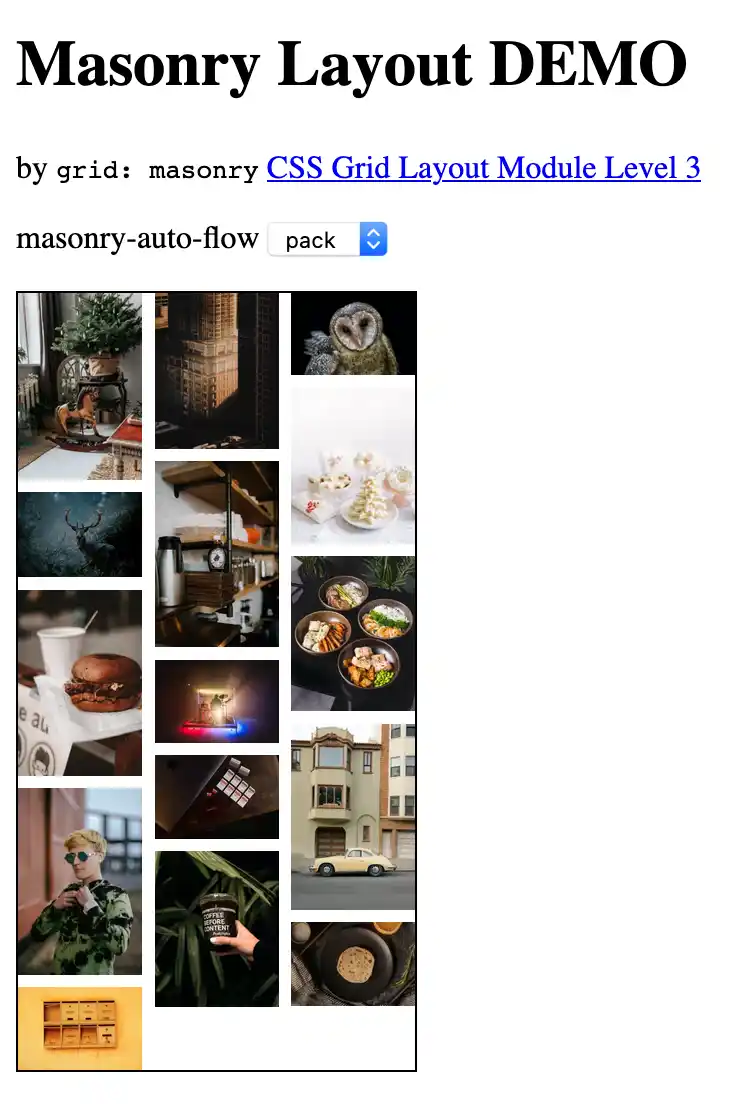 Masonry Layout DEMO
by grid: masonry CSS Grid Layout Module Level 3
masonry-auto-flow pack
e au
COFFEE
BEFORE
CONTENT